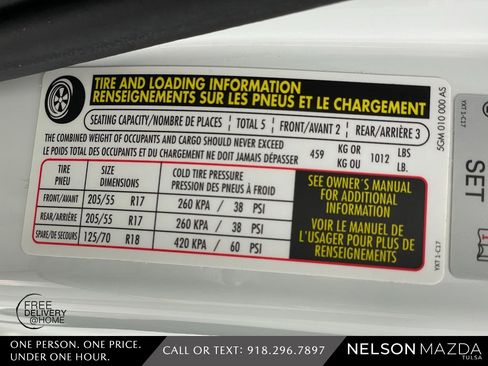 TIRE AND LOADING INFORMATION
RENSEIGNEMENTS SUR LES PNEUS ET LE CHARGEMENT
SEATING CAPACITY/NOMBRE DE PLACES TOTAL 5 FRONT/AVANT 2 REAR/ARRIÈRE 3
THE COMBINED WEIGHT OF OCCUPANTS AND CARGO SHOULD NEVER EXCEED
LE POIDS TOTAL DES OCCUPANTS ET DU CHARGEMENT NE DOIT JAMAIS DÉPASSER
459 KG OR KG OU 1012 LBS LB.
TIRE PNEU SIZE DIMENSIONS COLD TIRE PRESSURE PRESSION DES PNEUS À FROID
FRONT/AVANT 205/55 R17 260 KPA / 38 PSI
REAR/ARRIÈRE 205/55 R17 260 KPA / 38 PSI
SPARE/DE SECOURS 125/70 R18 420 KPA / 60 PSI
SEE OWNER'S MANUAL
FOR ADDITIONAL
INFORMATION
VOIR LE MANUEL DE
L'USAGER POUR PLUS DE
RENSEIGNEMENTS
5GM 010 000 AS
YXT 1-C17
YXT 1-C17
SET
FREE
DELIVERY
@HOME
ONE PERSON. ONE PRICE.
UNDER ONE HOUR.
CALL OR TEXT: 918.296.7897
NELSON MAZDA
TULSA